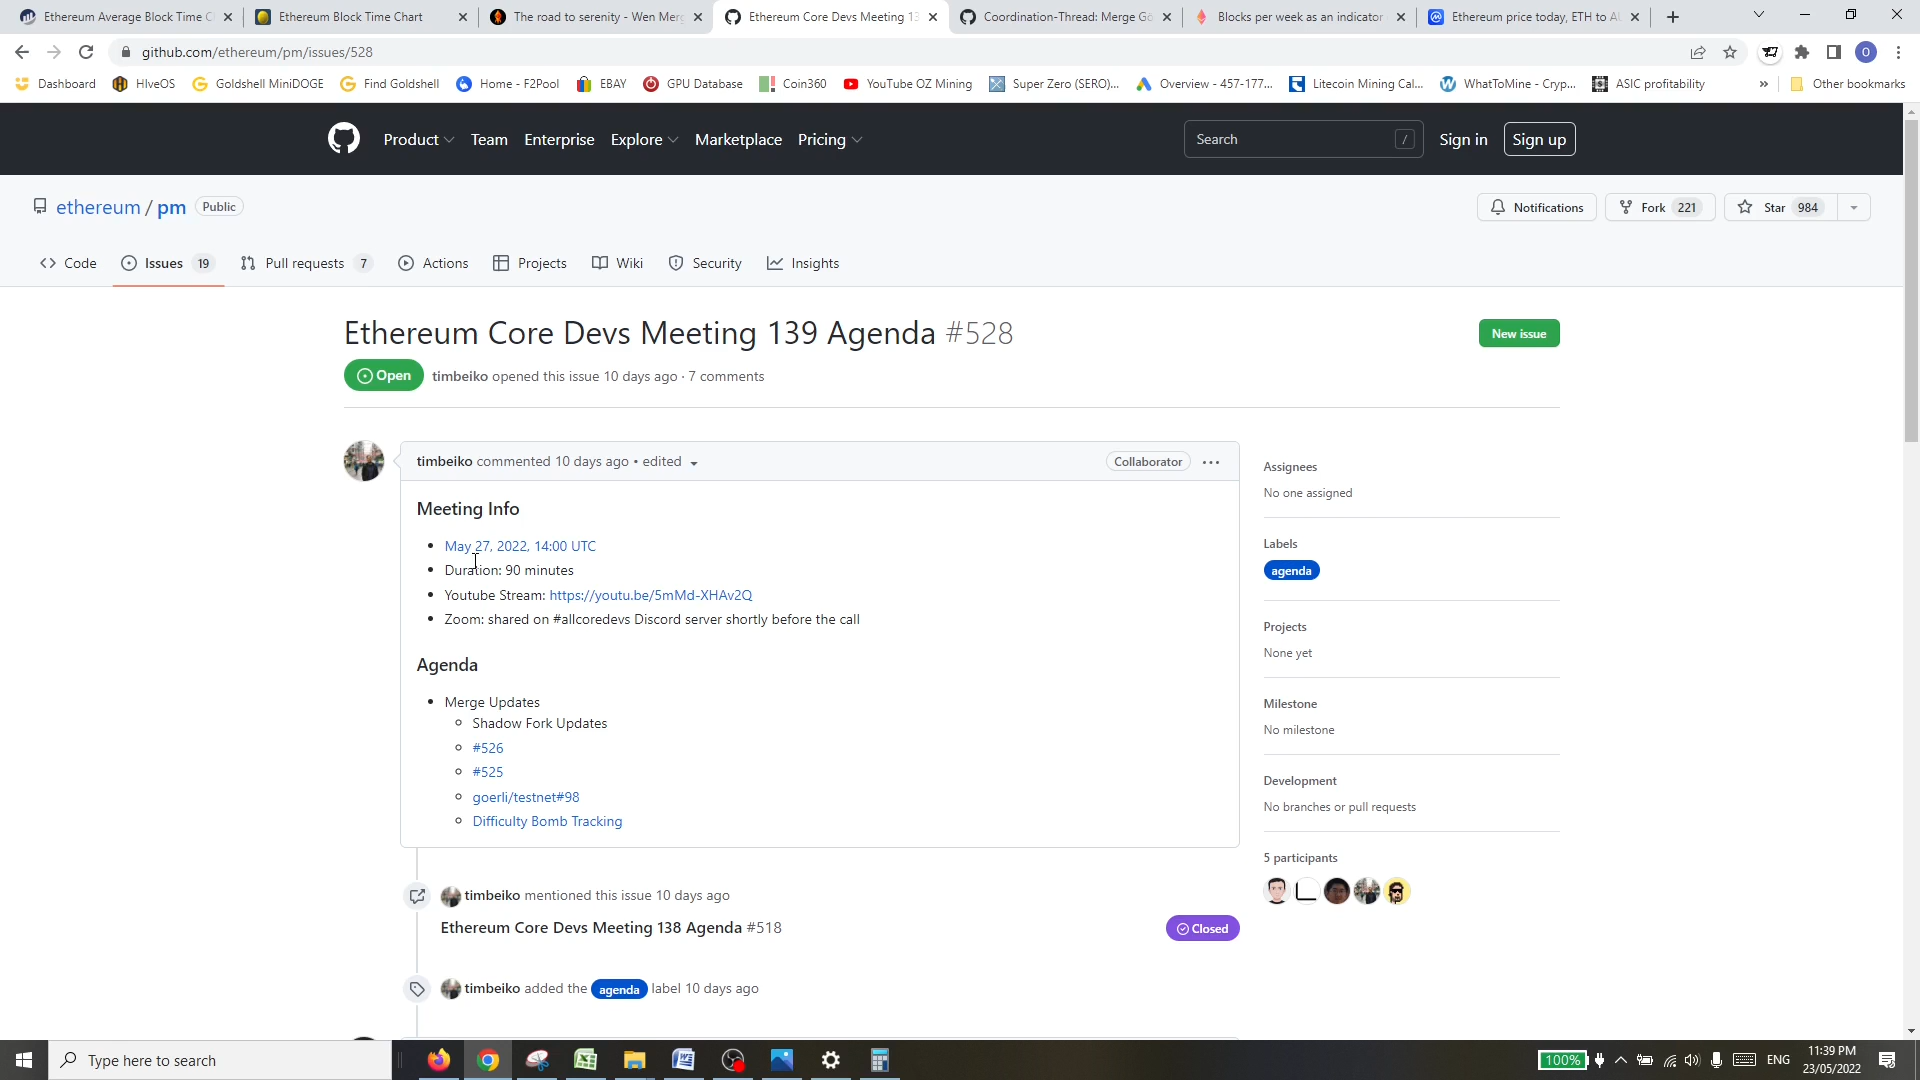 Ethereum Average Block Time C
Ethereum Block Time Chart
The road to serenity - Wen Merg
Ethereum Core Devs Meeting 13
Coordination-Thread: Merge Gö
Blocks per week as an indicator
Ethereum price today, ETH to AU
github.com/ethereum/pm/issues/528
O
Dashboard HIveOS Goldshell MiniDOGE Find Goldshell Home - F2Pool EBAY GPU Database Coin360 YouTube OZ Mining Super Zero (SERO)... Overview - 457-177... Litecoin Mining Cal... WhatToMine - Cryp... ASIC profitability » Other bookmarks
Product Team Enterprise Explore Marketplace Pricing Search / Sign in Sign up
ethereum / pm Public
Notifications Fork 221 Star 984
Code Issues 19 Pull requests 7 Actions Projects Wiki Security Insights
Ethereum Core Devs Meeting 139 Agenda #528
New issue
Open timbeiko opened this issue 10 days ago · 7 comments
timbeiko commented 10 days ago • edited Collaborator ...
Meeting Info
• May 27, 2022, 14:00 UTC
• Duration: 90 minutes
• Youtube Stream: https://youtu.be/5mMd-XHAv2Q
• Zoom: shared on #allcoredevs Discord server shortly before the call
Agenda
• Merge Updates
Shadow Fork Updates
#526
#525
goerli/testnet#98
Difficulty Bomb Tracking
timbeiko mentioned this issue 10 days ago
Ethereum Core Devs Meeting 138 Agenda #518 Closed
timbeiko added the agenda label 10 days ago
Assignees
No one assigned
Labels
agenda
Projects
None yet
Milestone
No milestone
Development
No branches or pull requests
5 participants
Type here to search
100% ENG
11:39 PM
23/05/2022